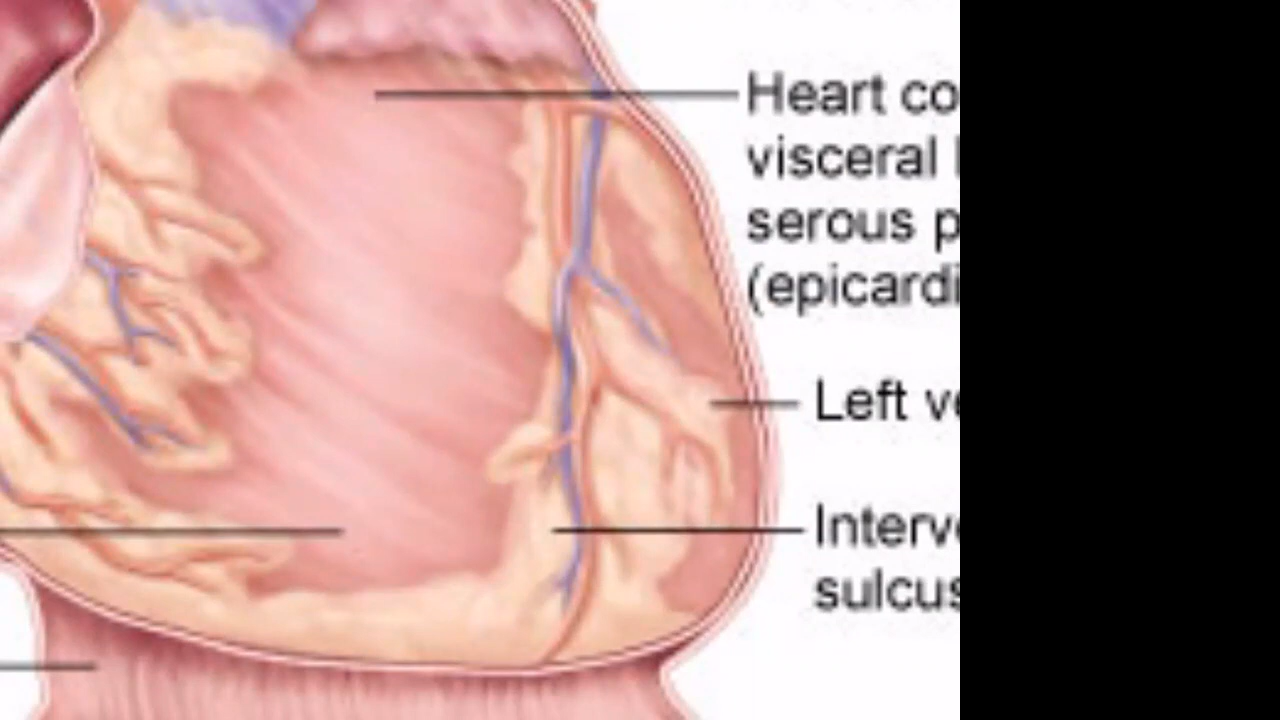 Heart co
visceral
serous p
(epicardi
Left ve
Interve
sulcus